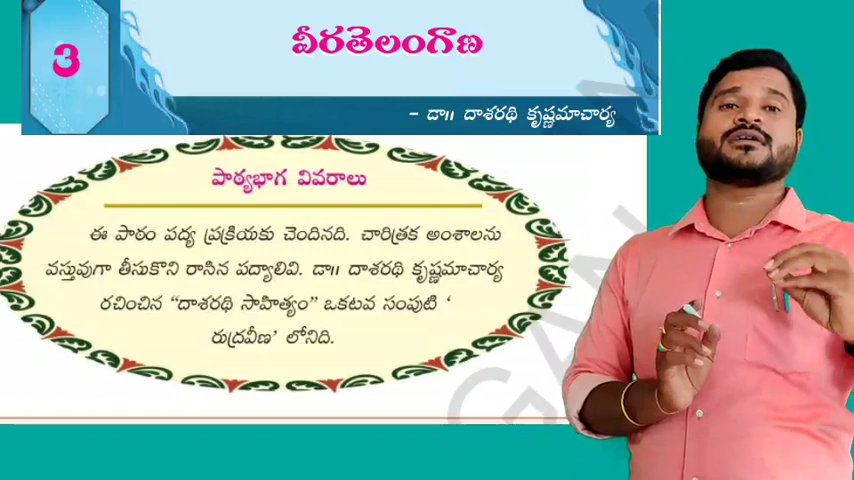 3
వీరతెలంగాణ
- డా॥ దాశరథి కృష్ణమాచార్య
పాఠ్యభాగ వివరాలు
ఈ పాఠం పద్య ప్రక్రియకు చెందినది. చారిత్రక అంశాలను
వస్తువుగా తీసుకొని రాసిన పద్యాలివి. డా॥ దాశరథి కృష్ణమాచార్య
రచించిన “దాశరథి సాహిత్యం” ఒకటవ సంపుటి ‘
రుద్రవీణ’ లోనిది.